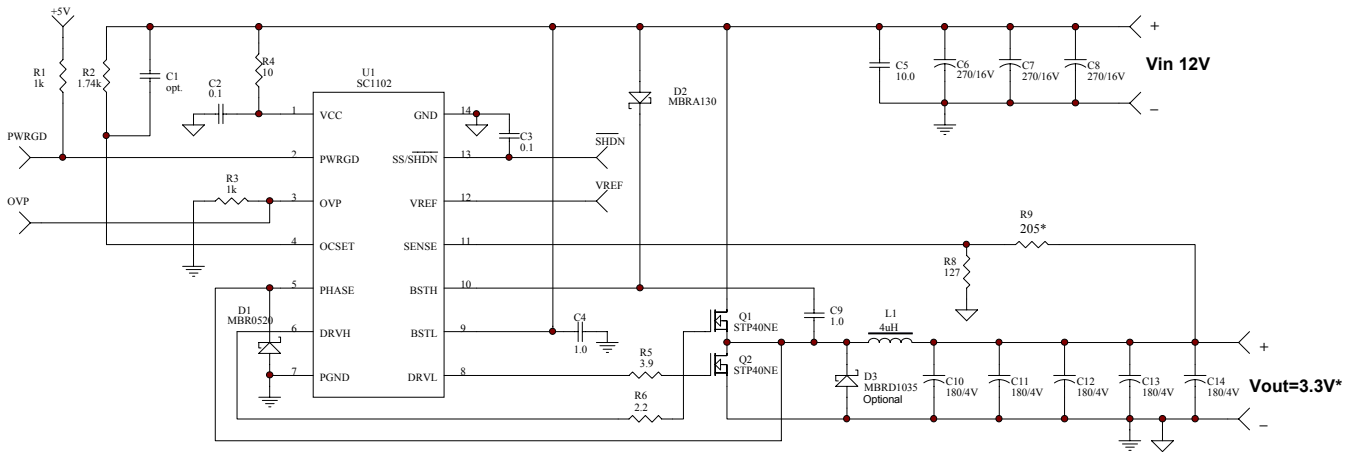 +5V
R1
1k
R2
1.74k
C1
opt.
R4
10
C2
0.1
U1
SC1102
1
VCC
GND
14
C3
0.1
PWRGD
2
PWRGD
SS/SHDN
13
SHDN
R3
1k
3
OVP
VREF
12
VREF
OVP
4
OCSET
SENSE
11
5
PHASE
BSTH
10
D1
MBR0520
6
DRVH
BSTL
9
C4
1.0
7
PGND
DRVL
8
R5
3.9
R6
2.2
D2
MBRA130
Q1
STP40NE
Q2
STP40NE
C9
1.0
R8
127
R9
205*
L1
4uH
D3
MBRD1035
Optional
C10
180/4V
C11
180/4V
C12
180/4V
C13
180/4V
C14
180/4V
+
Vout=3.3V*
_
C5
10.0
C6
270/16V
C7
270/16V
C8
270/16V
+
Vin 12V
_